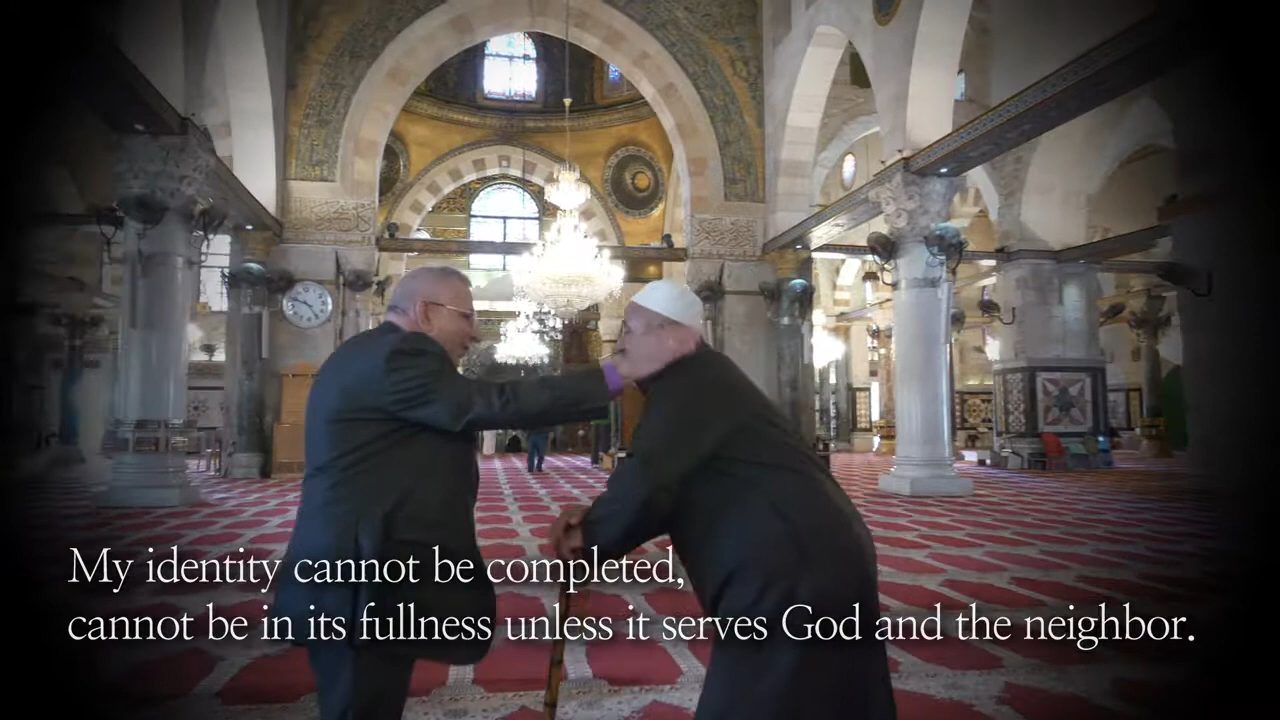 My identity cannot be completed,
cannot be in its fullness unless it serves God and the neighbor.